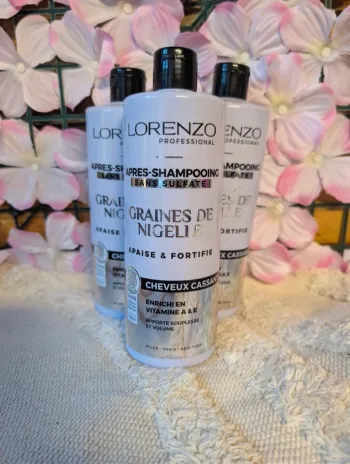 LORENZO
PROFESSIONAL
APRES-SHAMPOOING
SANS SULFATE
GRAINES DE
NIGELLE
APAISE & FORTIFIE
CHEVEUX CASSAN
ENRICHI EN
VITAMINE A & E
APPORTE SOUPLESSE
ET VOLUME